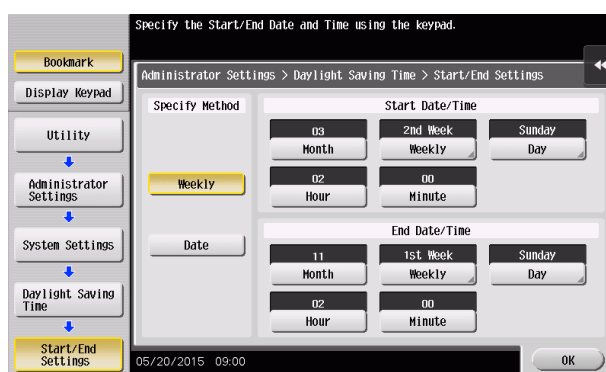 Specify the Start/End Date and Time using the keypad.
Bookmark
Display Keypad
Utility
Administrator
Settings
System Settings
Daylight Saving
Time
Start/End
Settings
Administrator Settings > Daylight Saving Time > Start/End Settings
Specify Method
Weekly
Date
Start Date/Time
03 2nd Week Sunday
Month Weekly Day
02 00
Hour Minute
End Date/Time
11 1st Week Sunday
Month Weekly Day
02 00
Hour Minute
05/20/2015 09:00
OK